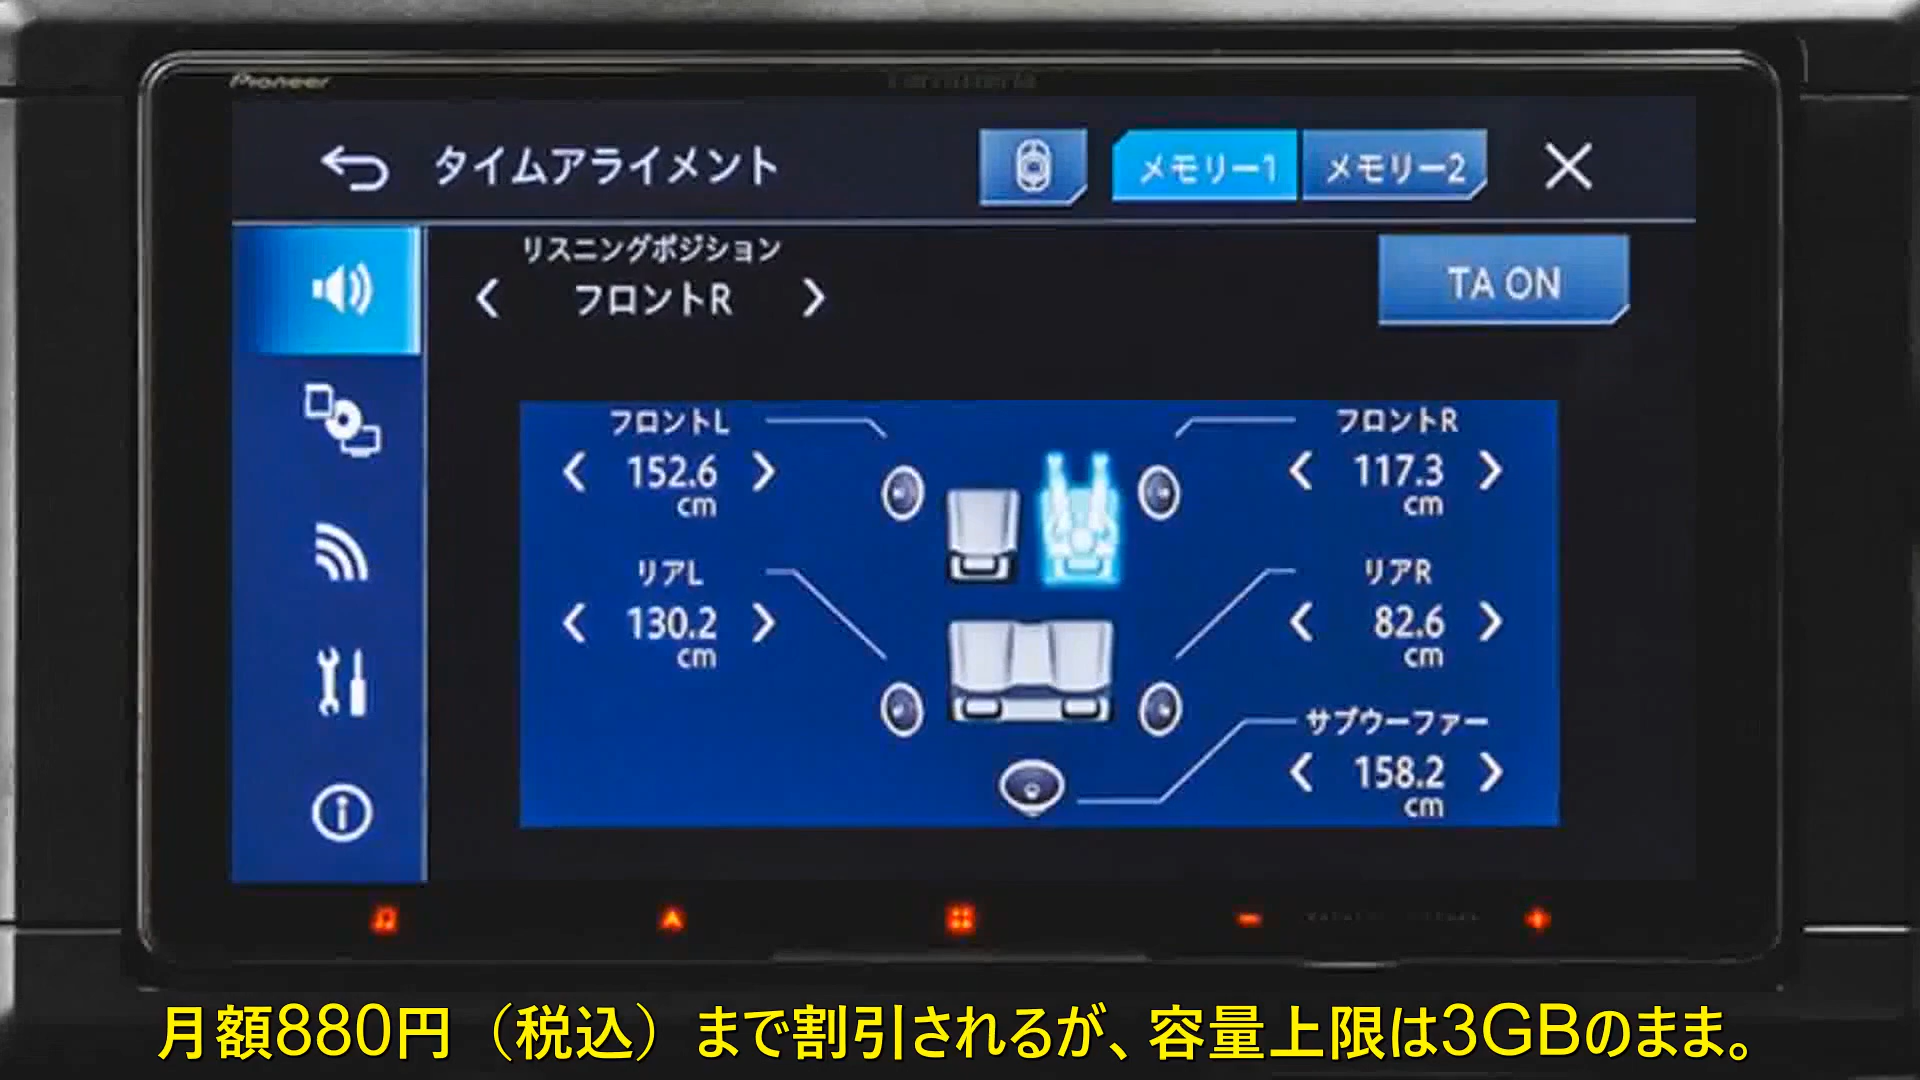 Pioneer
carrozzeria
タイムアライメント
メモリー1
メモリー2
リスニングポジション
フロントR
TA ON
フロントL
152.6
cm
フロントR
117.3
cm
リアL
130.2
cm
リアR
82.6
cm
サブウーファー
158.2
cm
月額880円（税込）まで割引されるが、容量上限は3GBのまま。